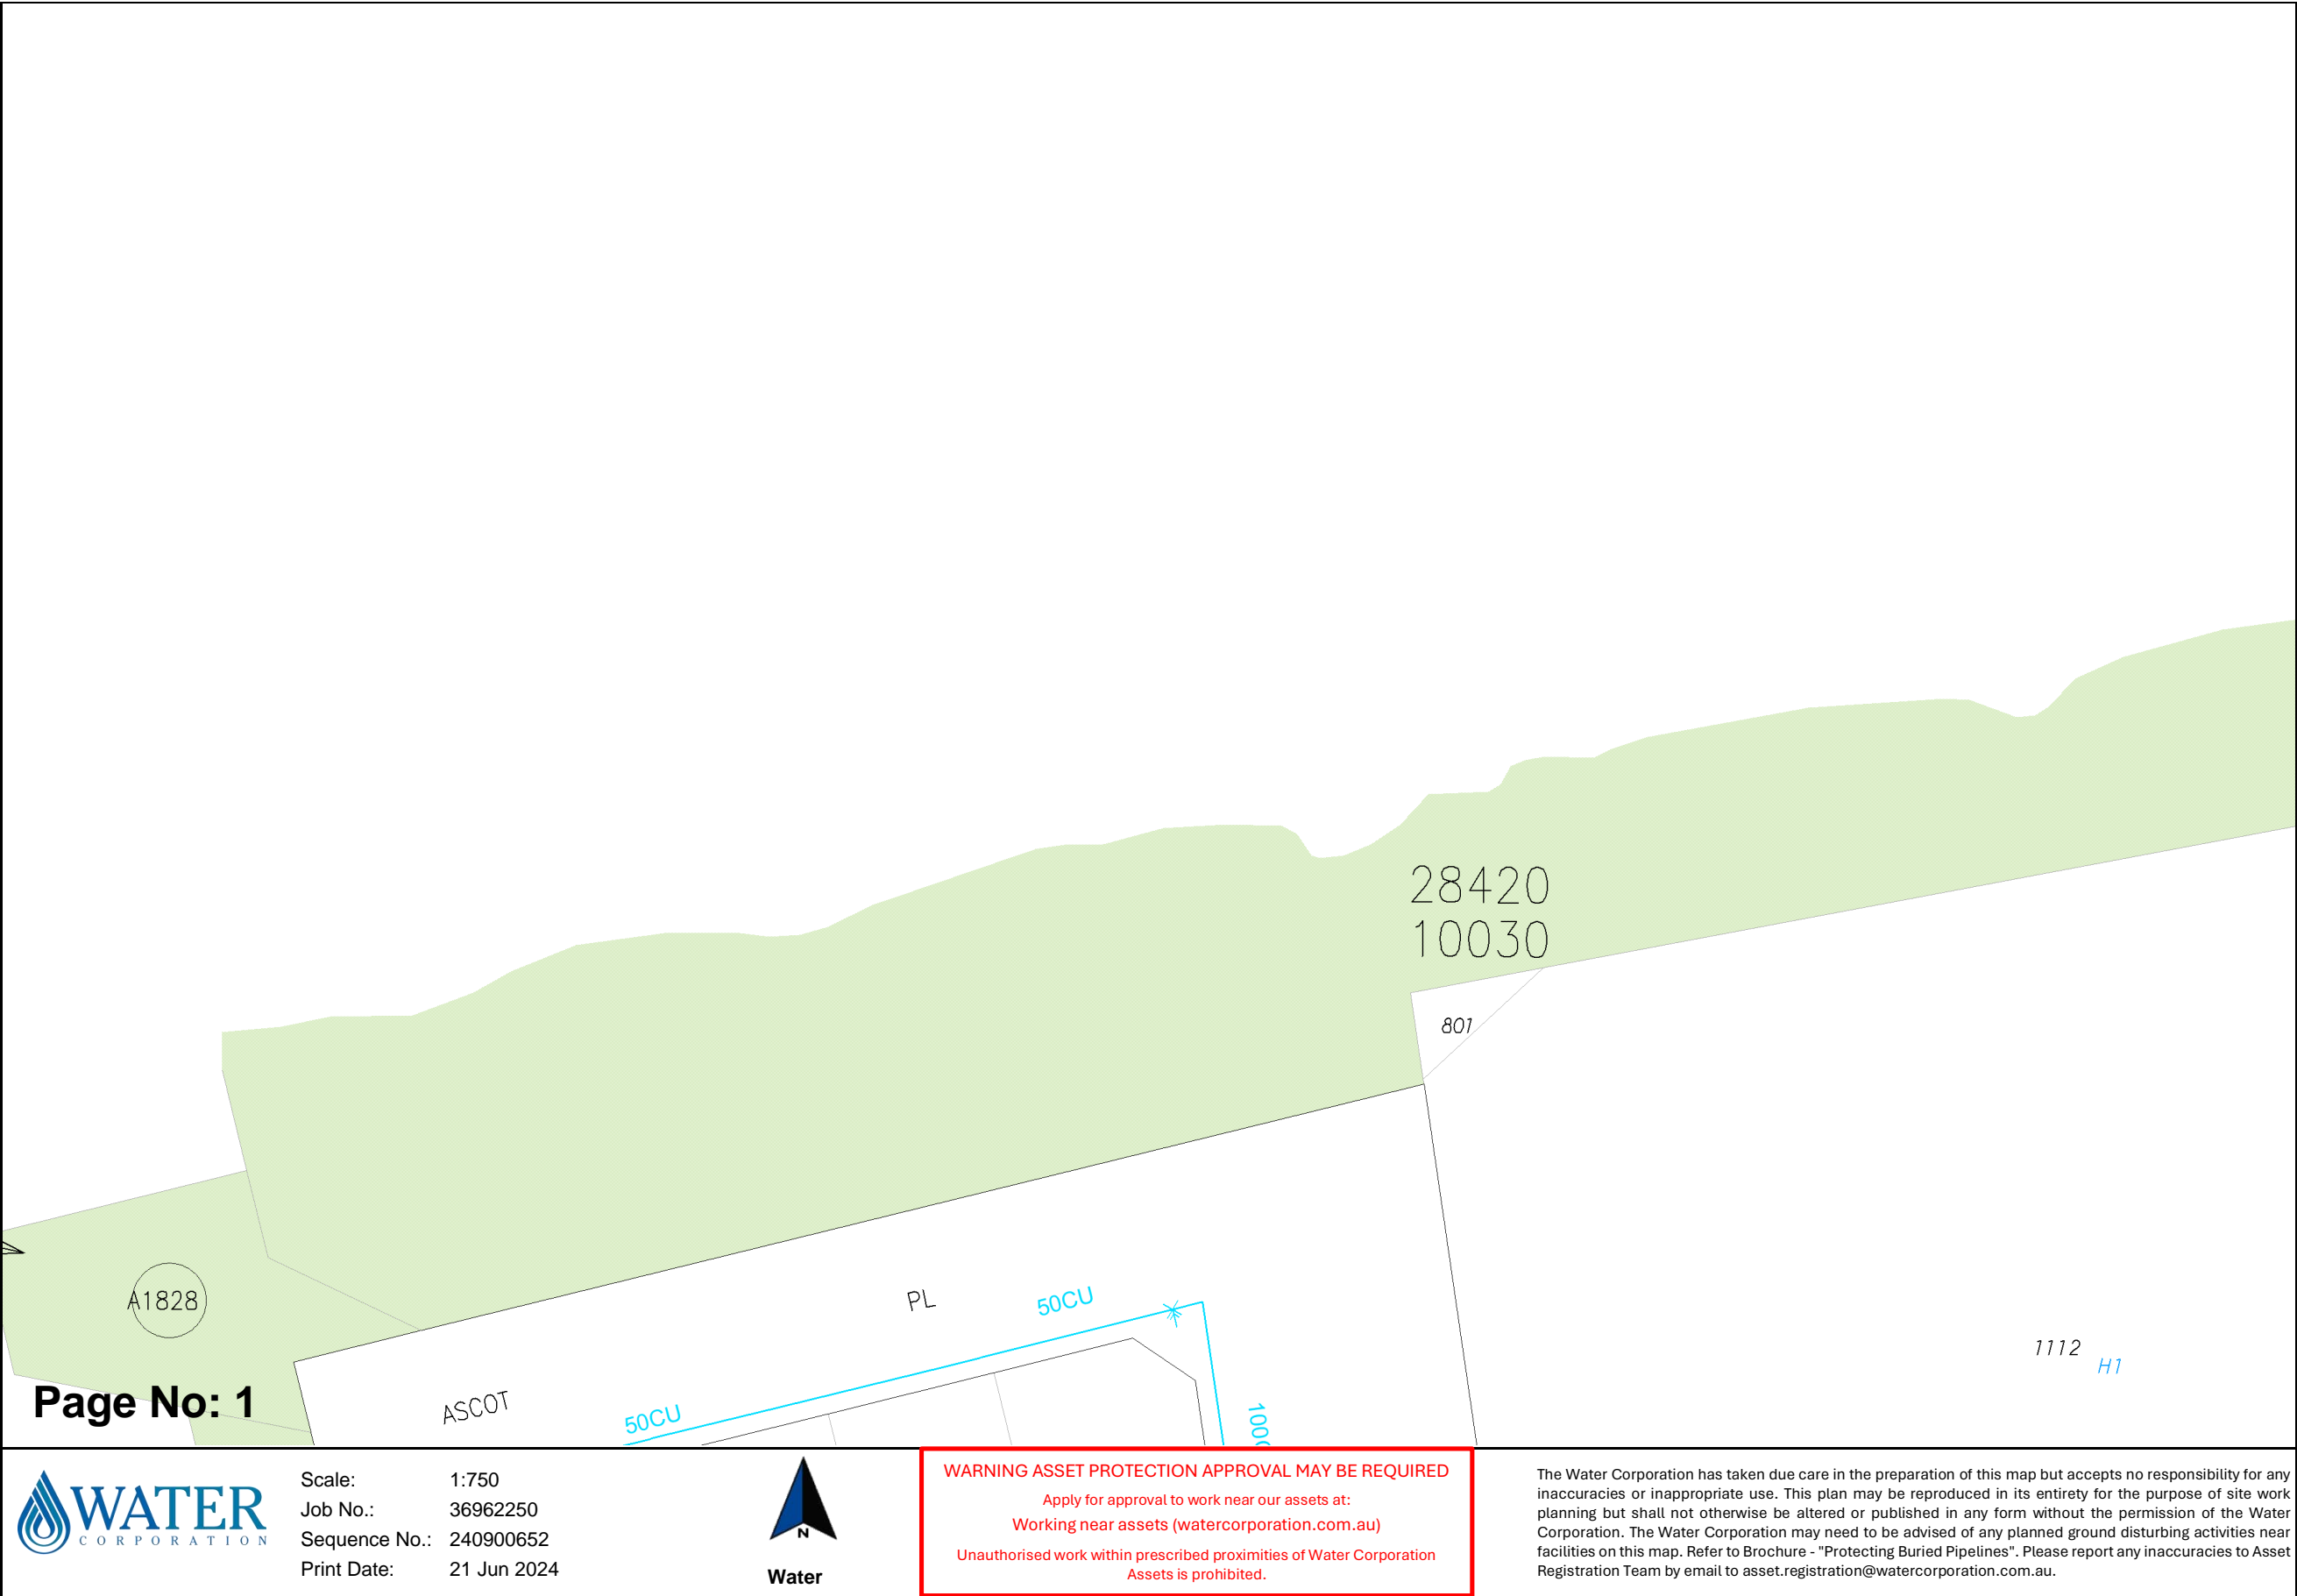 28420
10030
801
A1828
PL
50CU
1112
H1
ASCOT
50CU
Page No: 1
WATER
CORPORATION
Scale: 1:750
Job No.: 36962250
Sequence No.: 240900652
Print Date: 21 Jun 2024
N
Water
WARNING ASSET PROTECTION APPROVAL MAY BE REQUIRED
Apply for approval to work near our assets at:
Working near assets (watercorporation.com.au)
Unauthorised work within prescribed proximities of Water Corporation
Assets is prohibited.
The Water Corporation has taken due care in the preparation of this map but accepts no responsibility for any
inaccuracies or inappropriate use. This plan may be reproduced in its entirety for the purpose of site work
planning but shall not otherwise be altered or published in any form without the permission of the Water
Corporation. The Water Corporation may need to be advised of any planned ground disturbing activities near
facilities on this map. Refer to Brochure - "Protecting Buried Pipelines". Please report any inaccuracies to Asset
Registration Team by email to asset.registration@watercorporation.com.au.